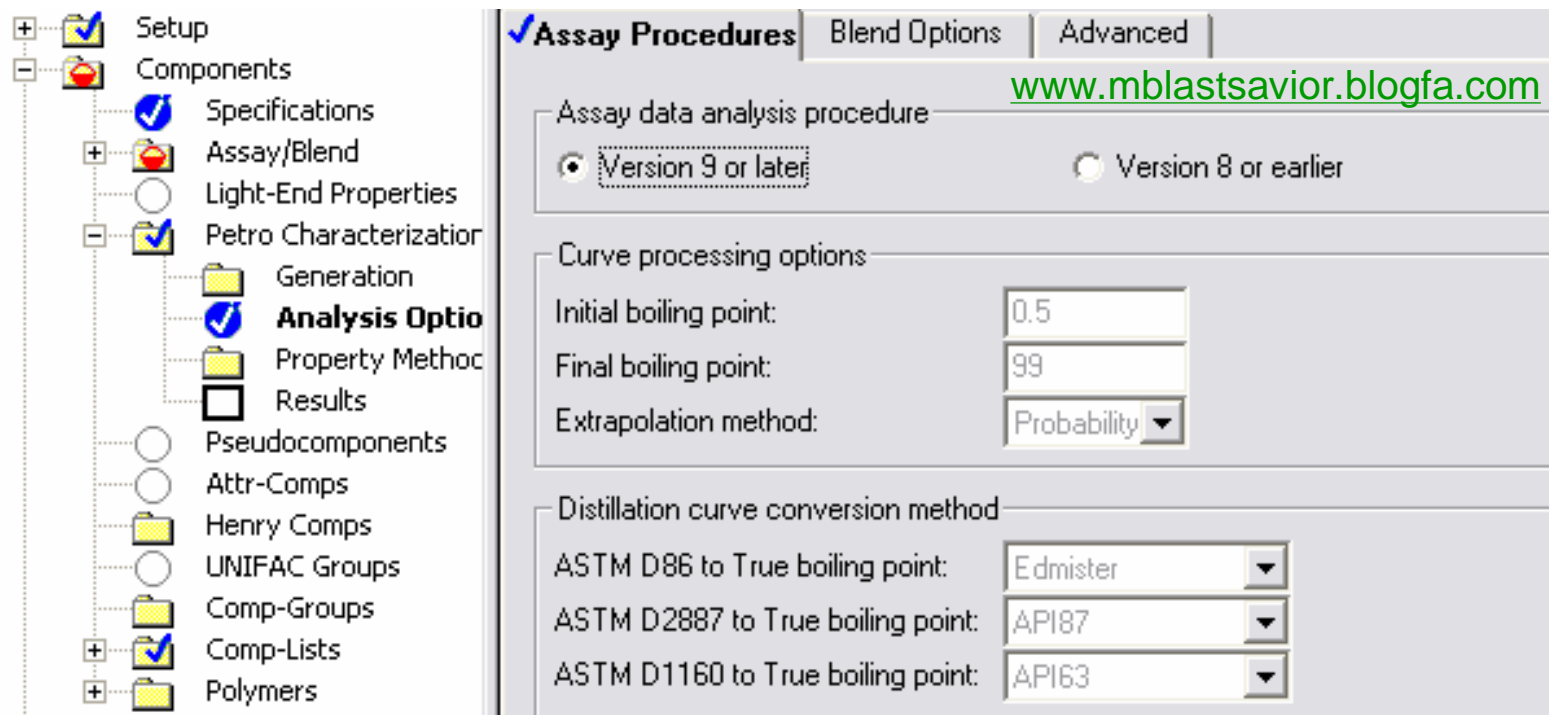 Setup
Components
Specifications
Assay/Blend
Light-End Properties
Petro Characterization
Generation
Analysis Optio
Property Method
Results
Pseudocomponents
Attr-Comps
Henry Comps
UNIFAC Groups
Comp-Groups
Comp-Lists
Polymers
Assay Procedures Blend Options Advanced
www.mblastsavior.blogfa.com
Assay data analysis procedure
Version 9 or later Version 8 or earlier
Curve processing options
Initial boiling point: 0.5
Final boiling point: 99
Extrapolation method: Probability
Distillation curve conversion method
ASTM D86 to True boiling point: Edmister
ASTM D2887 to True boiling point: API87
ASTM D1160 to True boiling point: API63